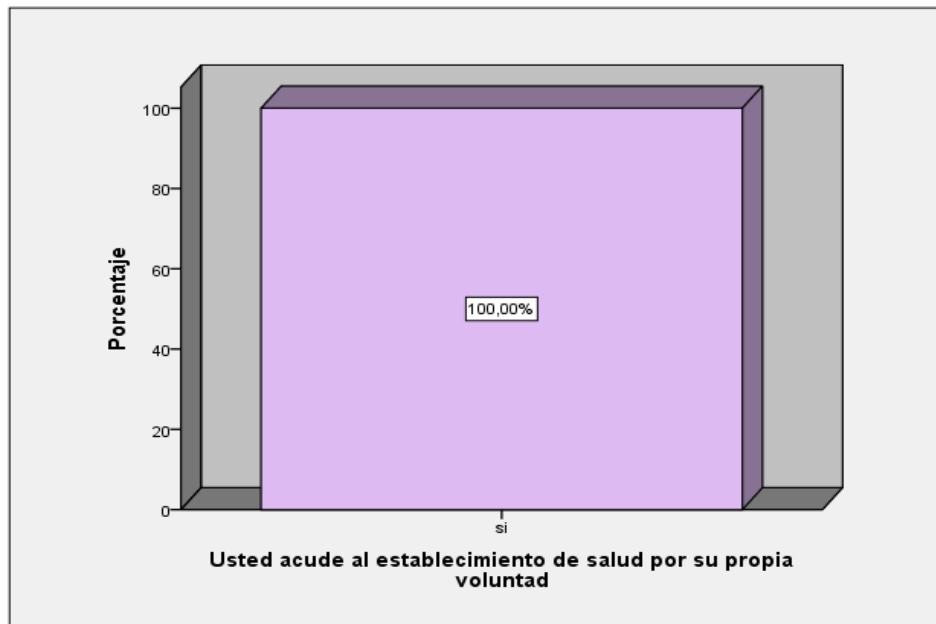 Porcentaje
100
80
60
40
20
0
100,00%
si
Usted acude al establecimiento de salud por su propia
voluntad